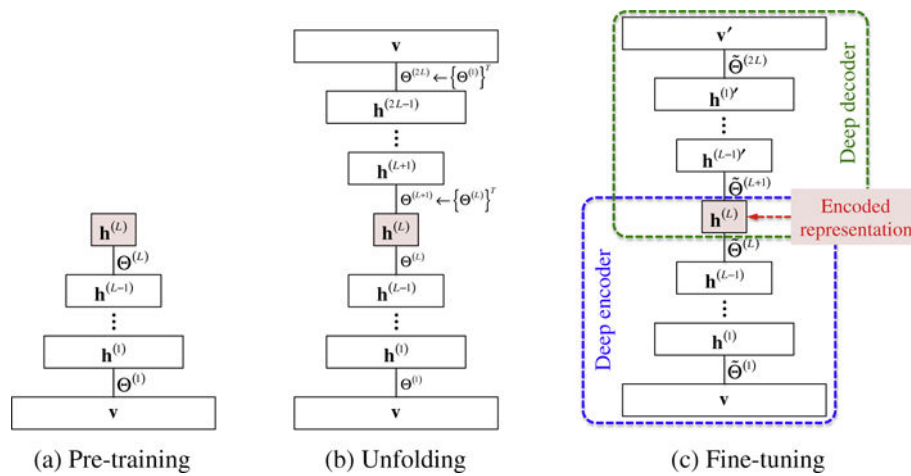 h^(L)
Θ^(L)
h^(L-1)
⋮
h^(1)
Θ^(1)
v
(a) Pre-training
v
Θ^(2L) ← {Θ^(1)}^T
h^(2L-1)
⋮
h^(L+1)
Θ^(L+1) ← {Θ^(L)}^T
h^(L)
Θ^(L)
h^(L-1)
⋮
h^(1)
Θ^(1)
v
(b) Unfolding
v′
Θ̃^(2L)
h^(1)′
⋮
h^(L-1)′
Θ̃^(L+1)
h^(L)
Θ̃^(L)
h^(L-1)
⋮
h^(1)
Θ̃^(1)
v
Deep decoder
Encoded
representation
Deep encoder
(c) Fine-tuning